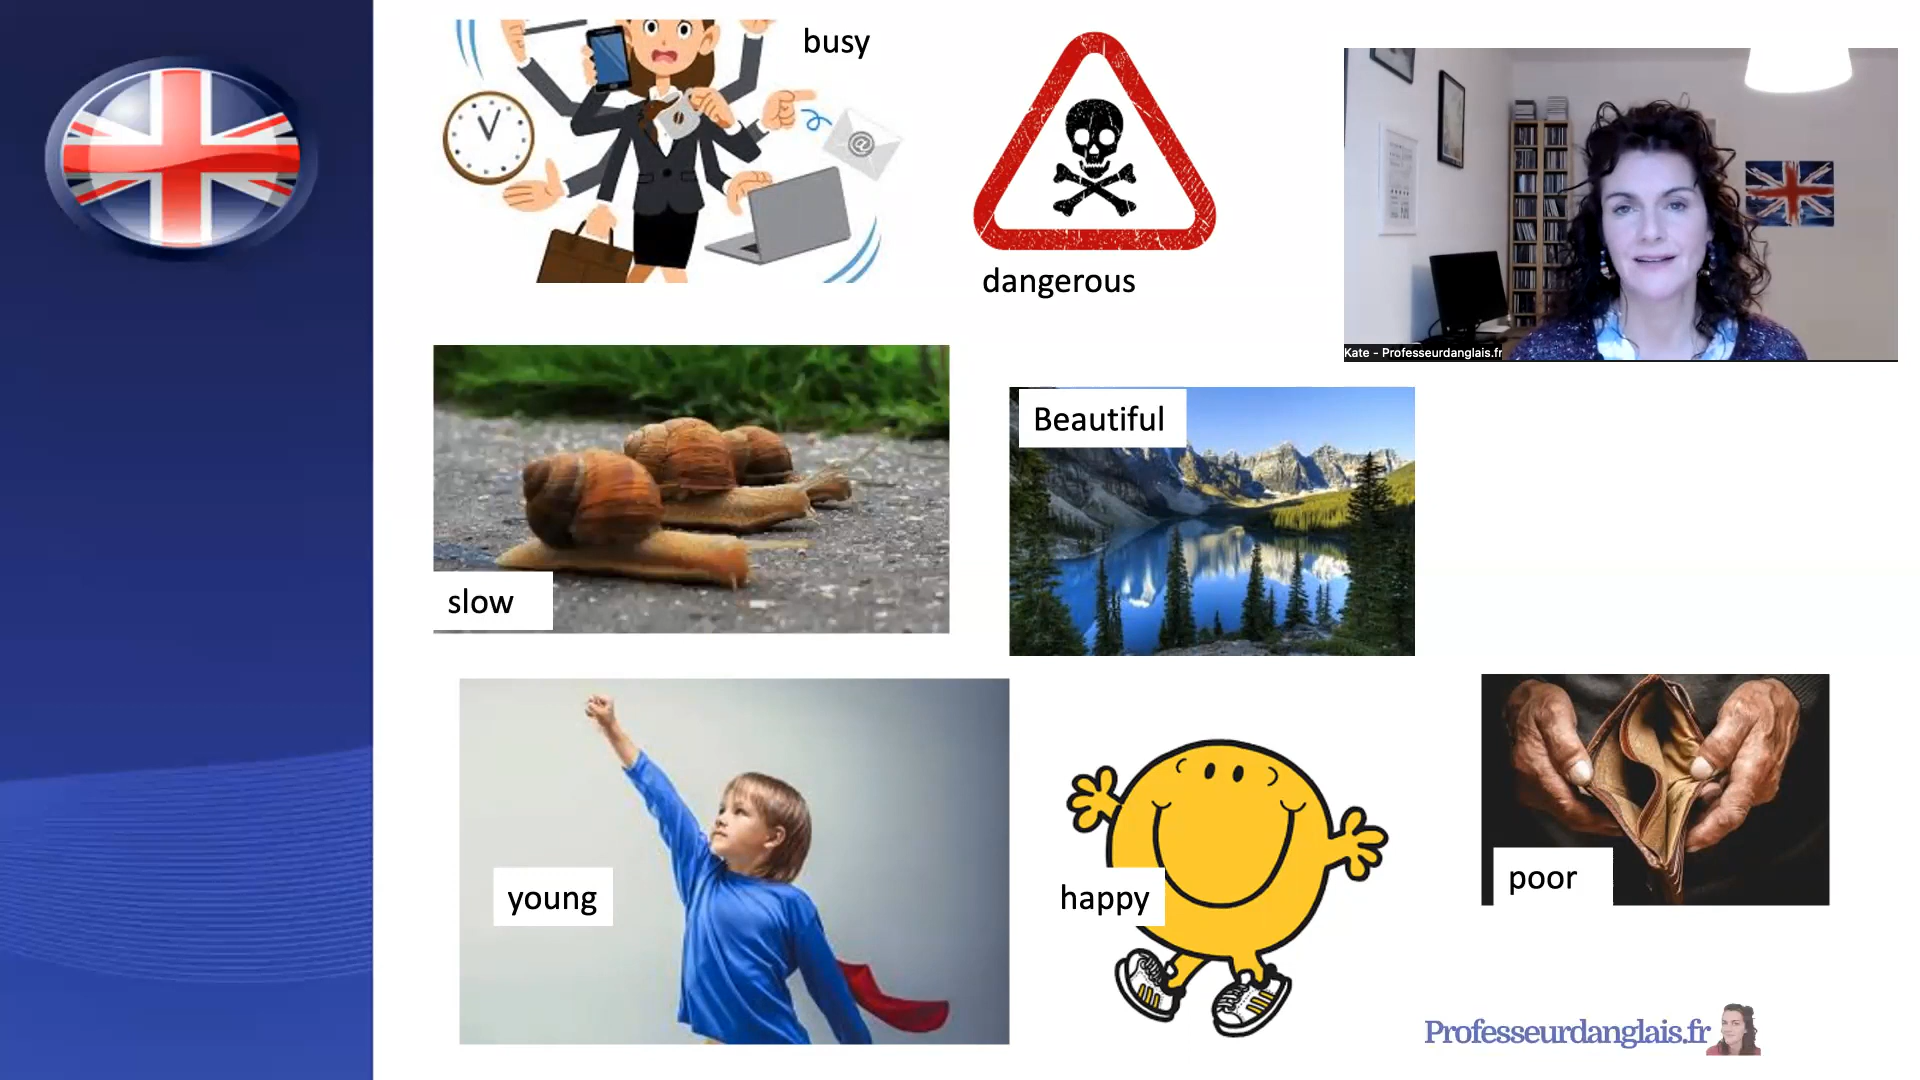 busy
dangerous
Kate - Professeurdanglais.fr
Beautiful
slow
young
happy
poor
Professeurdanglais.fr
@